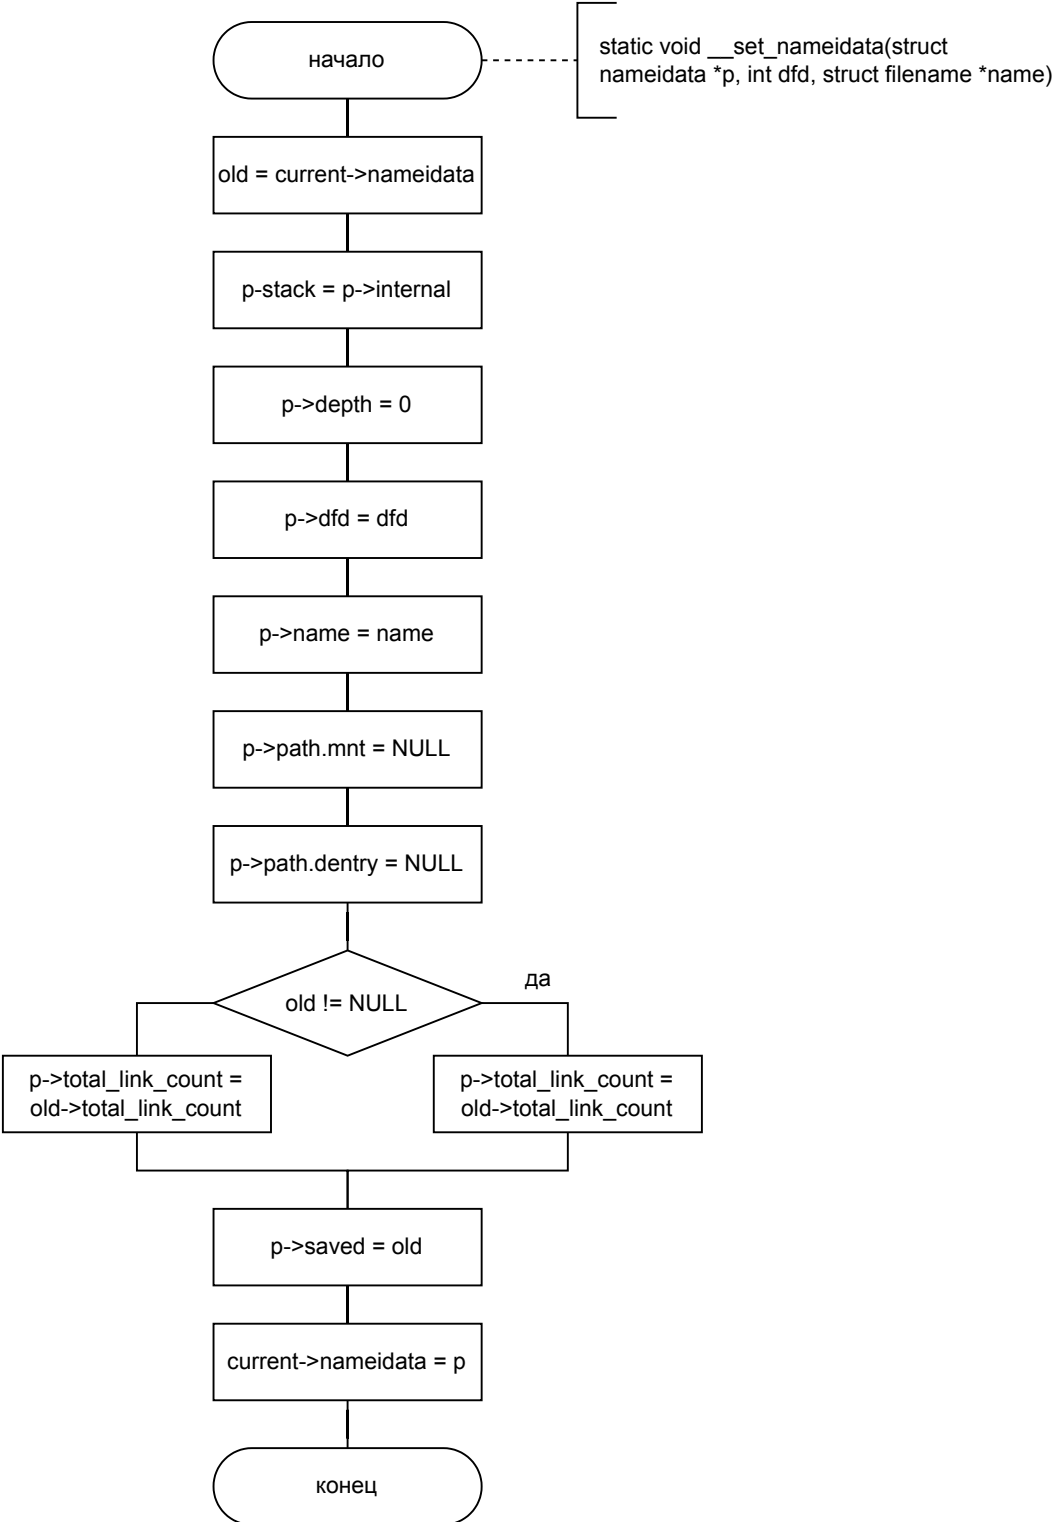 начало
static void __set_nameidata(struct
nameidata *p, int dfd, struct filename *name)
old = current->nameidata
p-stack = p->internal
p->depth = 0
p->dfd = dfd
p->name = name
p->path.mnt = NULL
p->path.dentry = NULL
old != NULL
да
p->total_link_count =
old->total_link_count
p->total_link_count =
old->total_link_count
p->saved = old
current->nameidata = p
конец